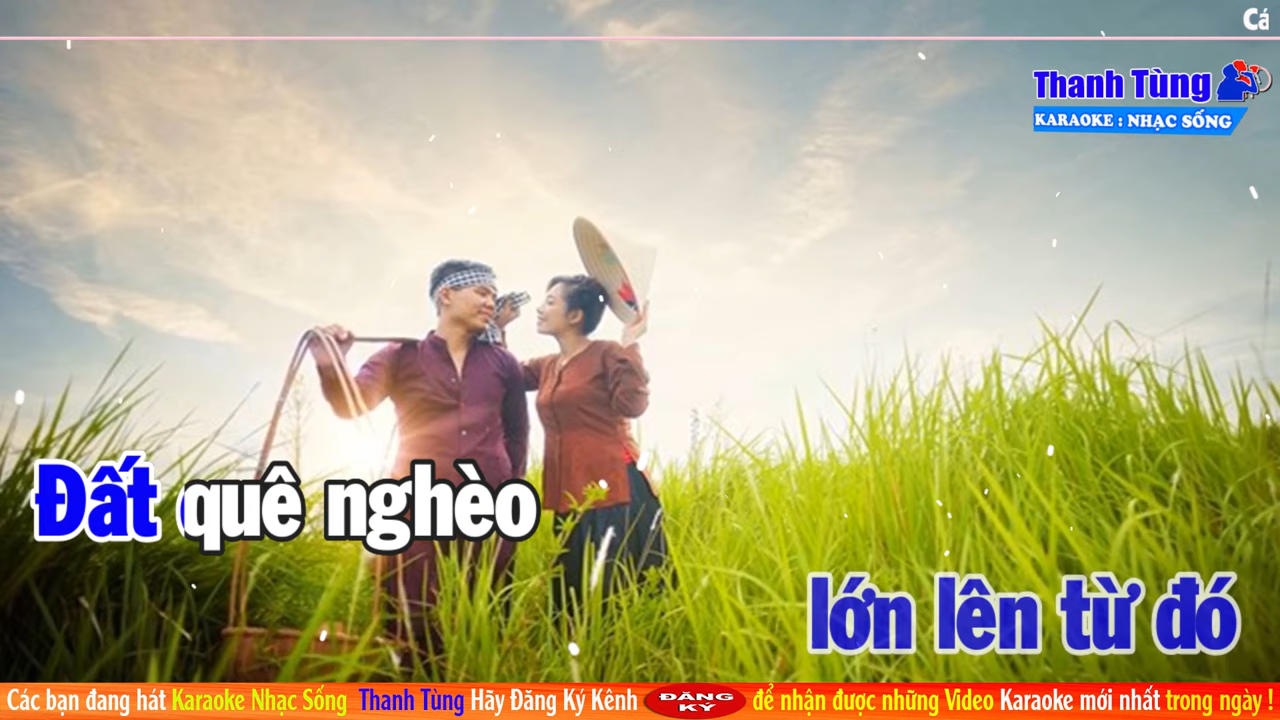 Cá
Thanh Tùng
KARAOKE : NHẠC SỐNG
Đất quê nghèo
lớn lên từ đó
Các bạn đang hát Karaoke Nhạc Sống Thanh Tùng Hãy Đăng Ký Kênh ĐĂNG KÝ để nhận được những Video Karaoke mới nhất trong ngày !